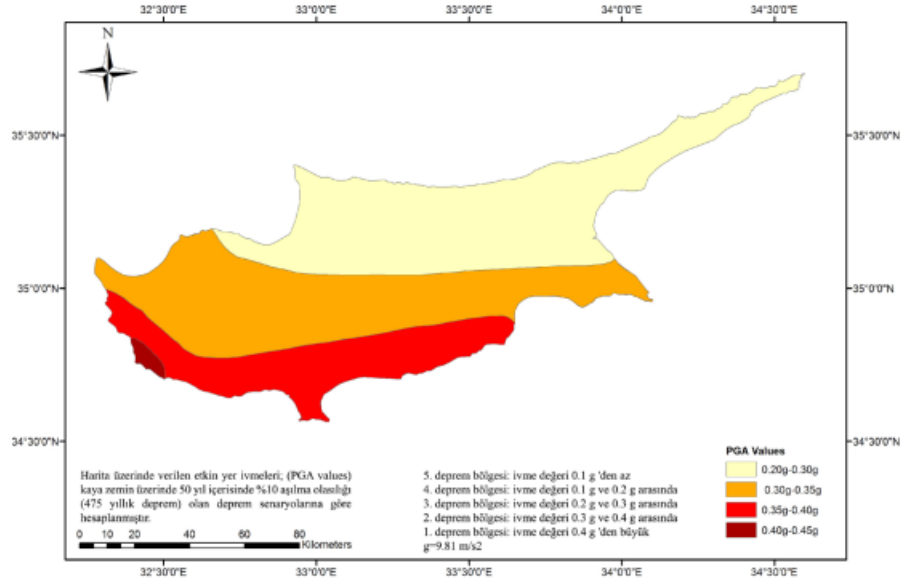 32°30'0"E 33°0'0"E 33°30'0"E 34°0'0"E 34°30'0"E
N
35°30'0"N 35°30'0"N
35°0'0"N 35°0'0"N
34°30'0"N 34°30'0"N
Harita üzerinde verilen etkin yer ivmeleri; (PGA values)
kaya zemin üzerinde 50 yıl içerisinde %10 aşılma olasılığı
(475 yıllık deprem) olan deprem senaryolarına göre
hesaplanmıştır.
0 10 20 40 60 80
Kilometers
5. deprem bölgesi: ivme değeri 0.1 g 'den az
4. deprem bölgesi: ivme değeri 0.1 g ve 0.2 g arasında
3. deprem bölgesi: ivme değeri 0.2 g ve 0.3 g arasında
2. deprem bölgesi: ivme değeri 0.3 g ve 0.4 g arasında
1. deprem bölgesi: ivme değeri 0.4 g 'den büyük
g=9.81 m/s2
PGA Values
0.20g-0.30g
0.30g-0.35g
0.35g-0.40g
0.40g-0.45g
32°30'0"E 33°0'0"E 33°30'0"E 34°0'0"E 34°30'0"E